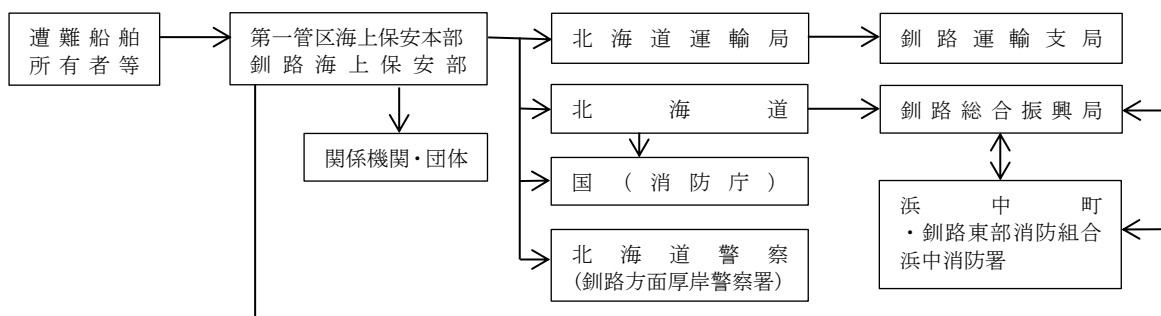 遭難船舶
所有者等
第一管区海上保安本部
釧路海上保安部
関係機関・団体
北海道運輸局
釧路運輸支局
北海道
釧路総合振興局
国(消防庁)
浜中町
・釧路東部消防組合
浜中消防署
北海道警察
(釧路方面厚岸警察署)